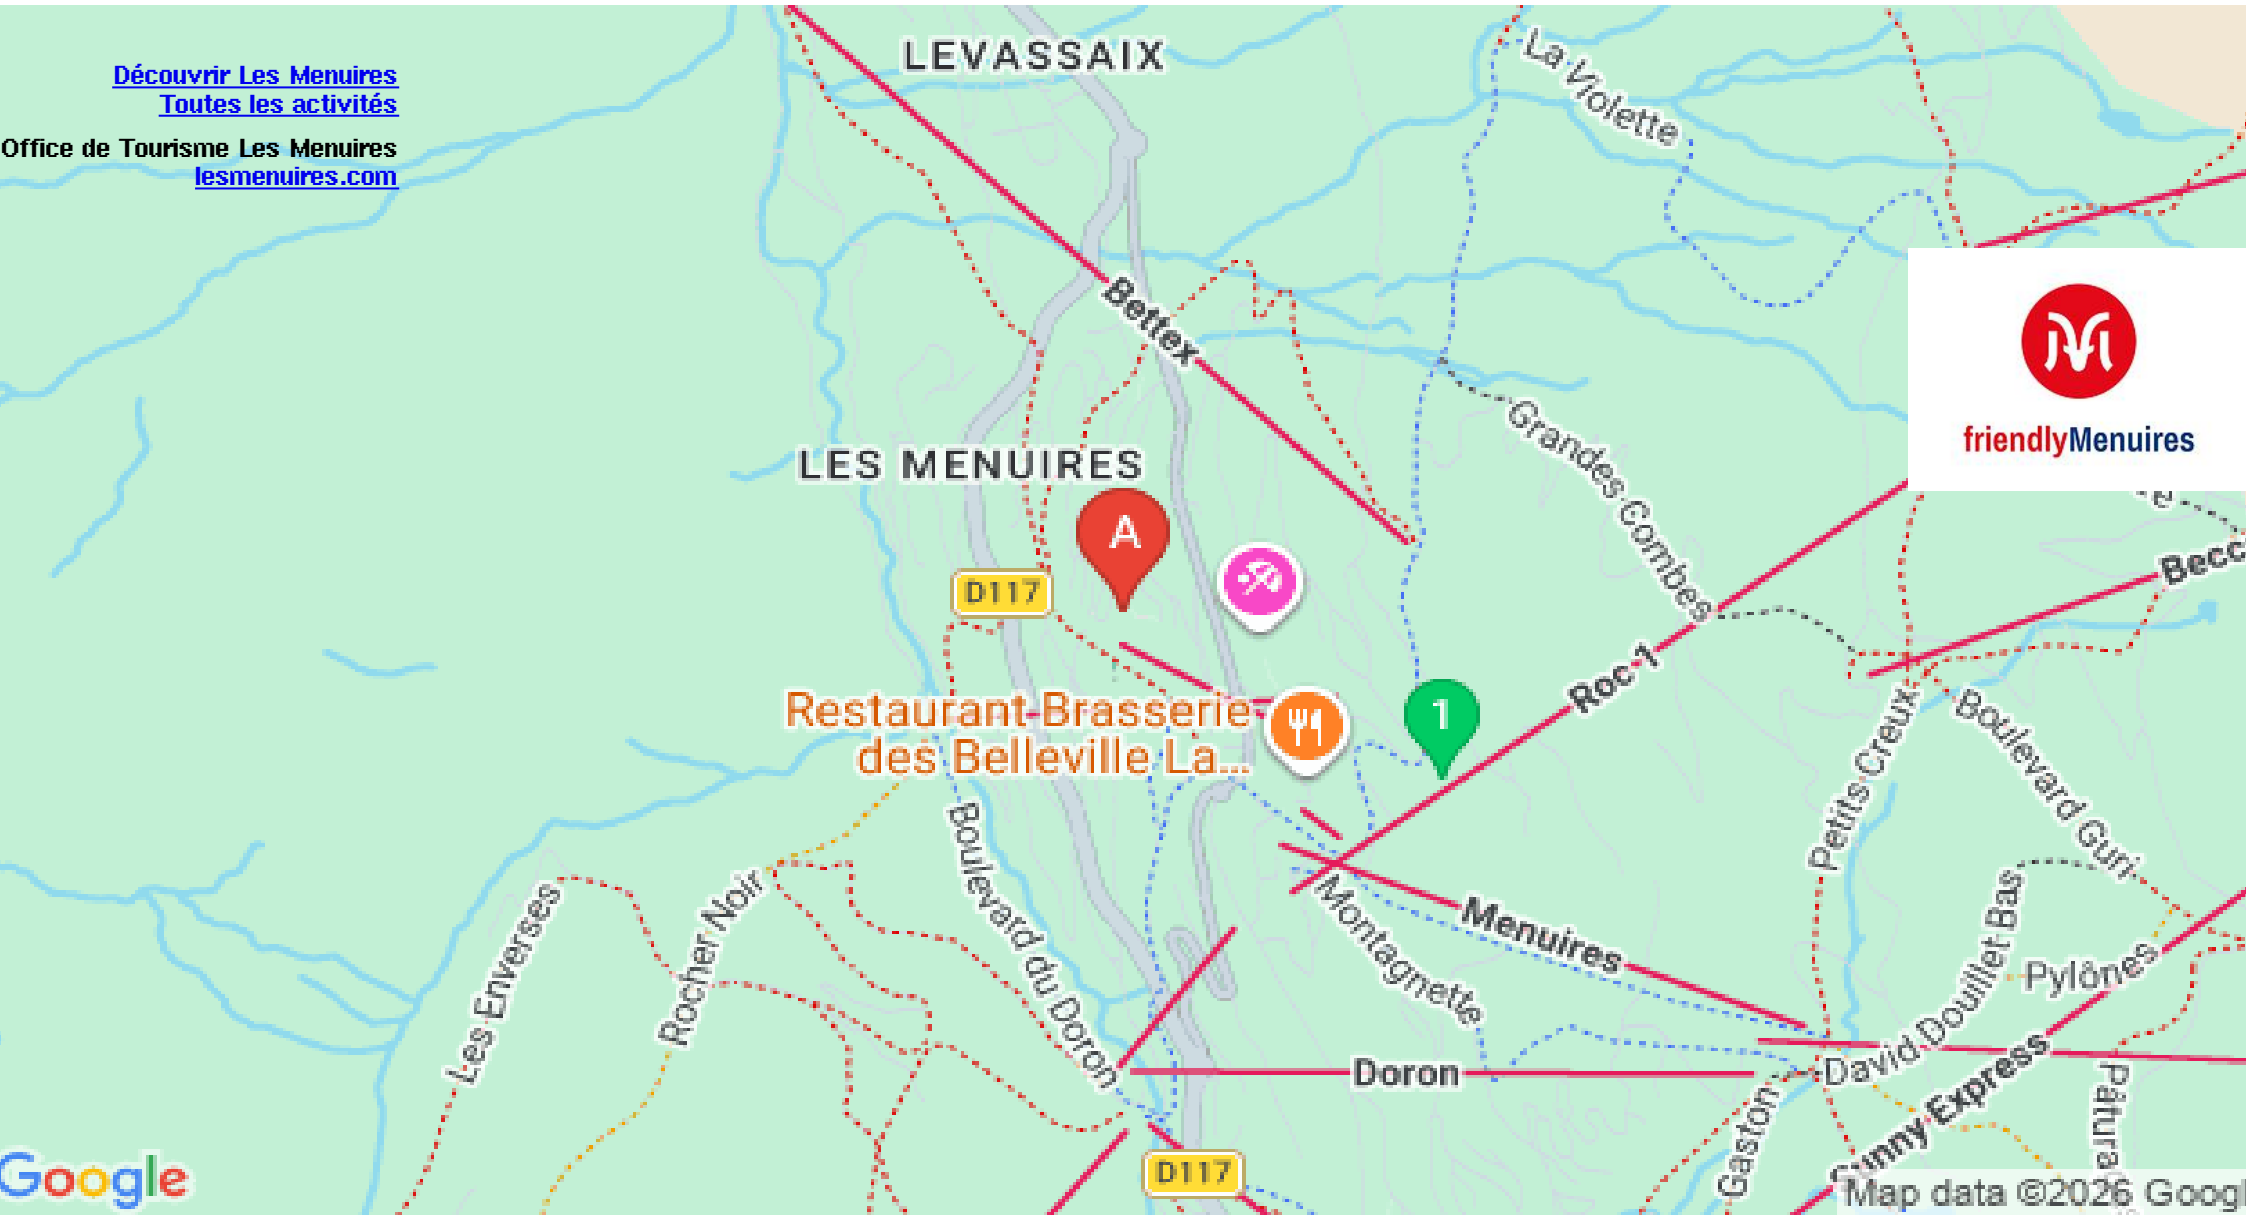 Découvrir Les Menuires
Toutes les activités
Office de Tourisme Les Menuires
lesmenuires.com
LEVASSAIX
La Violette
Bettex
friendlyMenuires
Grandes Combes
LES MENUIRES
A
D117
Becc
Roc 1
Restaurant Brasserie
des Belleville La...
1
Petits Creux
Boulevard Guri
Boulevard du Doron
Les Enverses
Rocher Noir
Montagnette
Menuires
David Douillet Bas
Pylônes
Doron
Sunny Express
Gaston
Pâtura
D117
Google
Map data ©2026 Googl